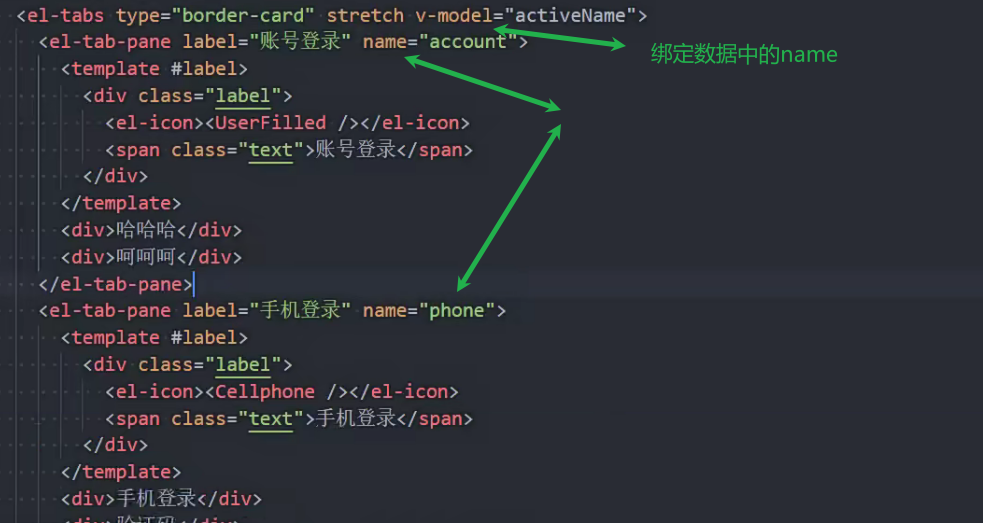 <el-tabs type="border-card" stretch v-model="activeName">
<el-tab-pane label="账号登录" name="account">
绑定数据中的name
<template #label>
<div class="label">
<el-icon><UserFilled /></el-icon>
<span class="text">账号登录</span>
</div>
</template>
<div>哈哈哈</div>
<div>呵呵呵</div>
</el-tab-pane>
<el-tab-pane label="手机登录" name="phone">
<template #label>
<div class="label">
<el-icon><Cellphone /></el-icon>
<span class="text">手机登录</span>
</div>
</template>
<div>手机登录</div>
<div>验证码</div>